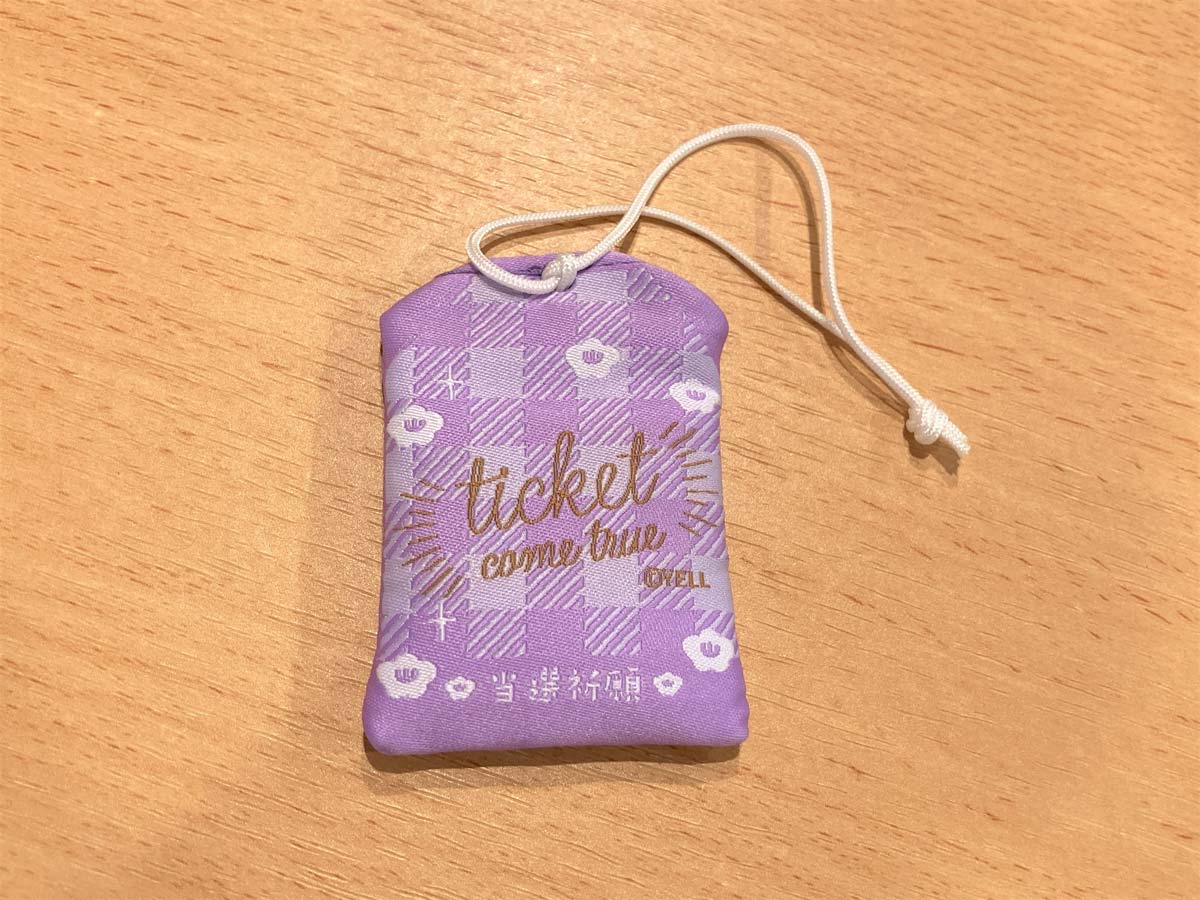 ticket
come true
©YELL
当選祈願